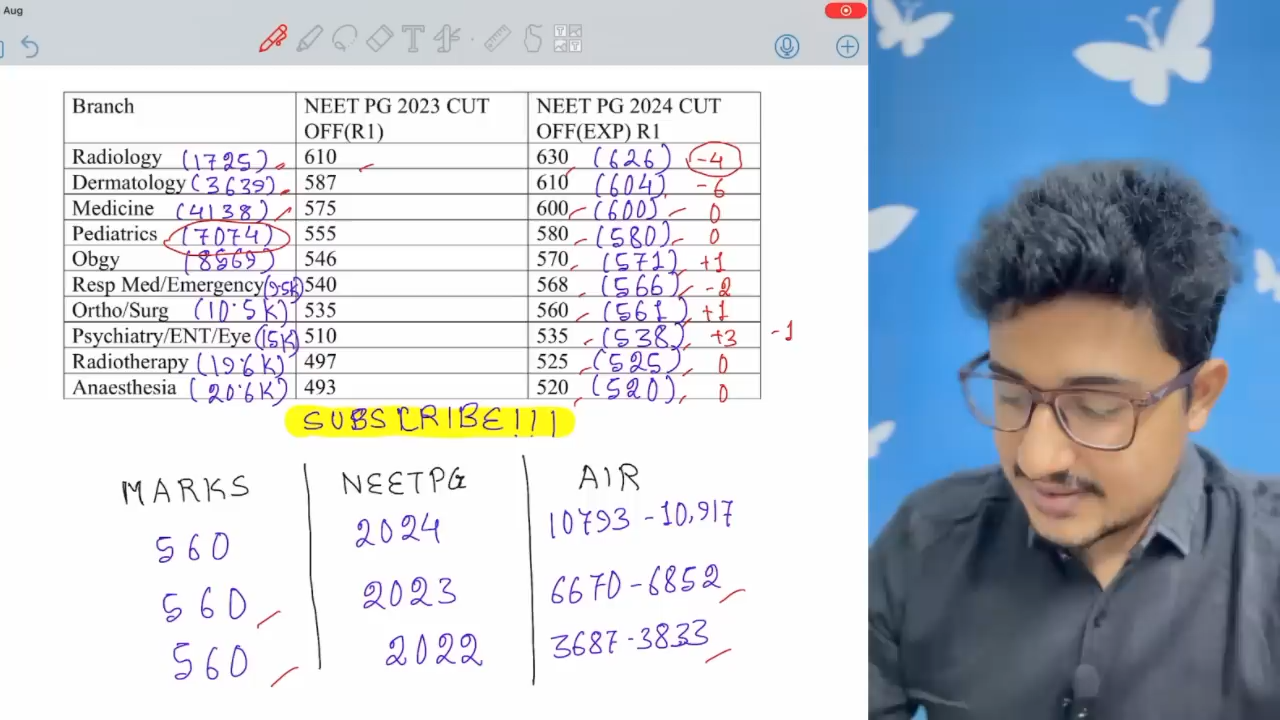 Aug
Branch NEET PG 2023 CUT OFF(R1) NEET PG 2024 CUT OFF(EXP) R1
Radiology (1725) 610 630 (626) -4
Dermatology (3639) 587 610 (604) -6
Medicine (4138) 575 600 (600) 0
Pediatrics (7074) 555 580 (580) 0
Obgy (8569) 546 570 (571) +1
Resp Med/Emergency (9.5K) 540 568 (566) -2
Ortho/Surg (10.5K) 535 560 (561) +1
Psychiatry/ENT/Eye (15K) 510 535 (538) +3 -1
Radiotherapy (19.6K) 497 525 (525) 0
Anaesthesia (20.6K) 493 520 (520) 0
SUBSCRIBE!!!
MARKS NEETPG AIR
560 2024 10793 - 10,917
560 2023 6670 - 6852
560 2022 3687 - 3833